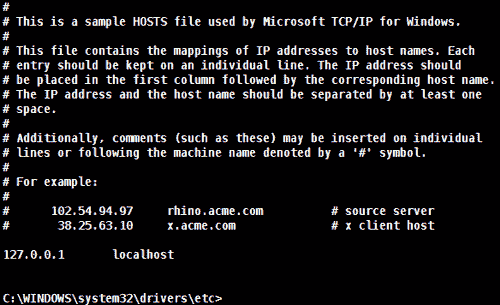 #
# This is a sample HOSTS file used by Microsoft TCP/IP for Windows.
#
# This file contains the mappings of IP addresses to host names. Each
# entry should be kept on an individual line. The IP address should
# be placed in the first column followed by the corresponding host name.
# The IP address and the host name should be separated by at least one
# space.
#
# Additionally, comments (such as these) may be inserted on individual
# lines or following the machine name denoted by a '#' symbol.
#
# For example:
#
#      102.54.94.97     rhino.acme.com          # source server
#       38.25.63.10     x.acme.com              # x client host

127.0.0.1       localhost

C:\WINDOWS\system32\drivers\etc>